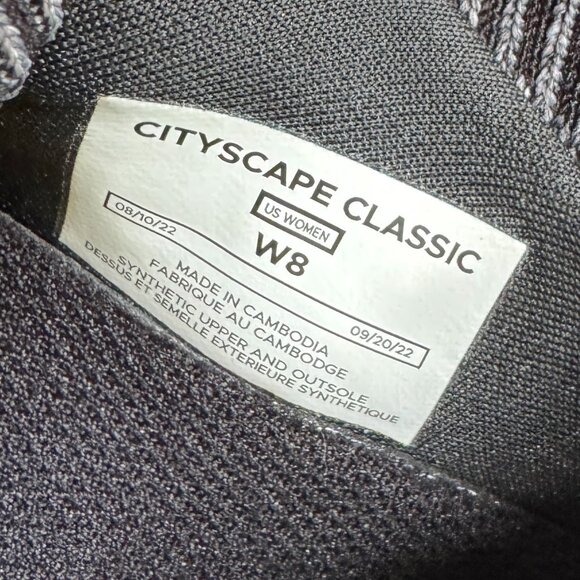 CITYSCAPE CLASSIC
US WOMEN
08/10/22
W8
09/20/22
MADE IN CAMBODIA
FABRIQUE AU CAMBODGE
SYNTHETIC UPPER AND OUTSOLE
DESSUS ET SEMELLE EXTERIEURE SYNTHETIQUE